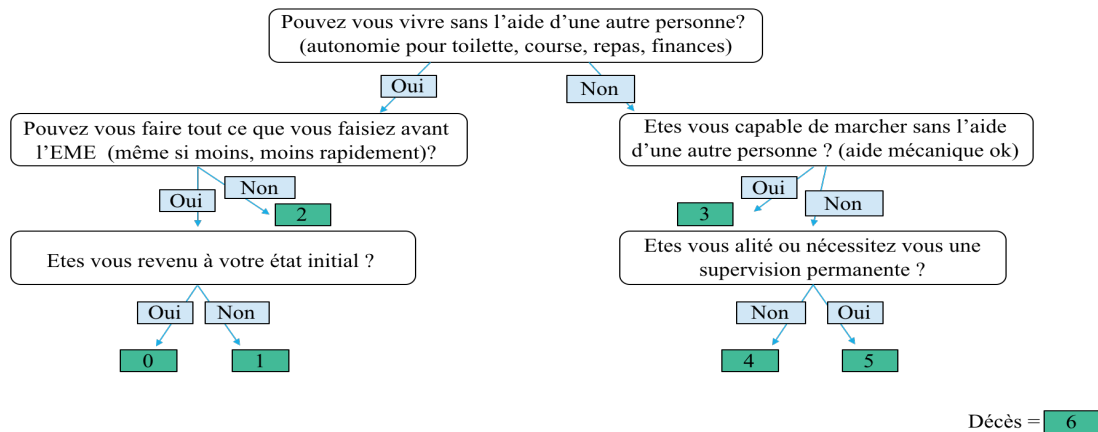 Pouvez vous vivre sans l'aide d'une autre personne?
(autonomie pour toilette, course, repas, finances)
Oui
Non
Pouvez vous faire tout ce que vous faisiez avant
l'EME (même si moins, moins rapidement)?
Etes vous capable de marcher sans l'aide
d'une autre personne ? (aide mécanique ok)
Oui
Non
2
Oui
Non
3
Etes vous revenu à votre état initial ?
Etes vous alité ou nécessitez vous une
supervision permanente ?
Oui
Non
0
1
Non
Oui
4
5
Décès = 6